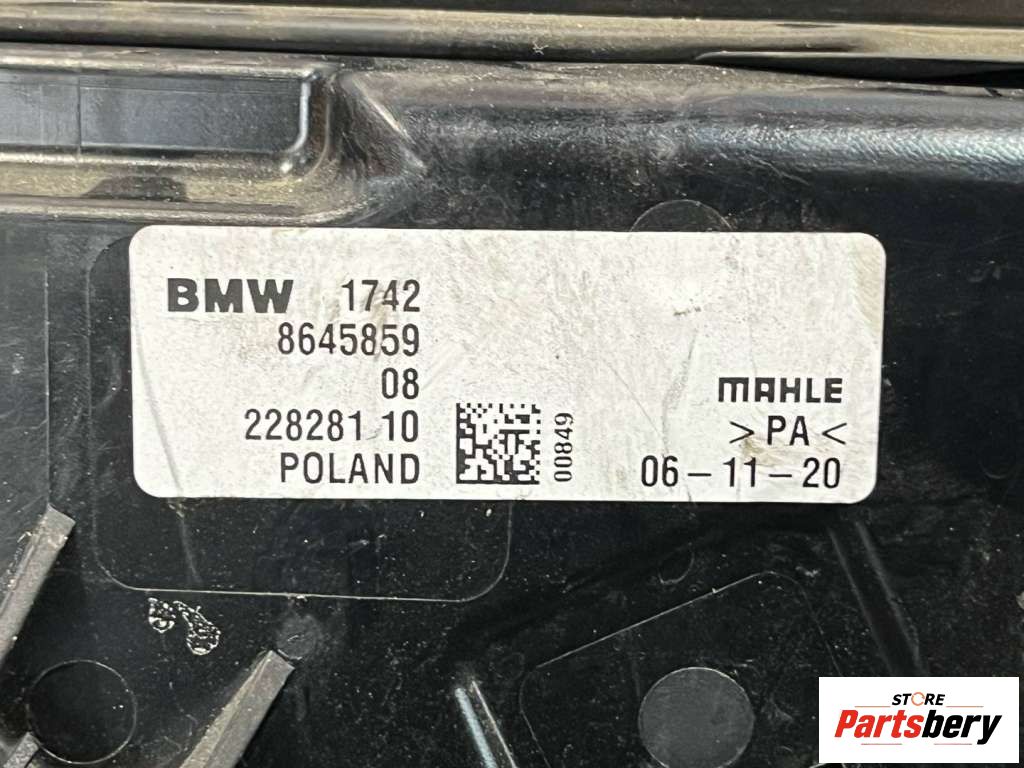 BMW 1742
8645859
08
228281 10
POLAND
00849
MAHLE
>PA<
06-11-20
STORE
Partsbery